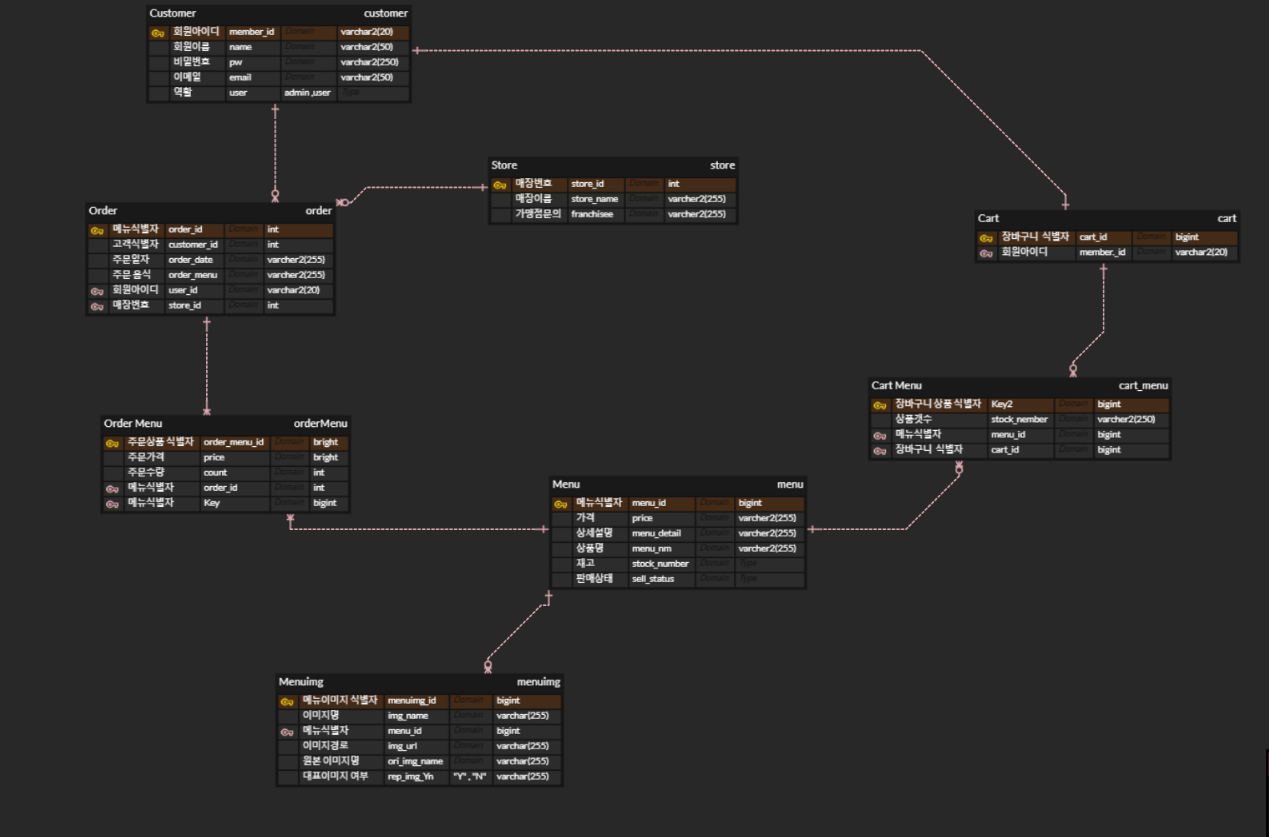 Customer customer
회원아이디 member_id Domain varchar2(20)
회원이름 name Domain varchar2(50)
비밀번호 pw Domain varchar2(250)
이메일 email Domain varchar2(50)
역활 user admin ,user Type
Store store
매장번호 store_id Domain int
매장이름 store_name Domain varcher2(255)
가맹점문의 franchisee Domain varcher2(255)
Order order
메뉴식별자 order_id Domain int
고객식별자 customer_id Domain int
주문일자 order_date Domain varcher2(255)
주문 음식 order_menu Domain varcher2(255)
회원아이디 user_id Domain varchar2(20)
매장번호 store_id Domain int
Cart cart
장바구니 식별자 cart_id Domain bigint
회원아이디 member._id Domain varchar2(20)
Cart Menu cart_menu
장바구니 상품 식별자 Key2 Domain bigint
상품갯수 stock_nember Domain varcher2(250)
메뉴식별자 menu_id Domain bigint
장바구니 식별자 cart_id Domain bigint
Order Menu orderMenu
주문상품 식별자 order_menu_id Domain bright
주문가격 price Domain bright
주문수량 count Domain int
메뉴식별자 order_id Domain int
메뉴식별자 Key Domain bigint
Menu menu
메뉴식별자 menu_id Domain bigint
가격 price Domain varchar2(255)
상세설명 menu_detail Domain varchar2(255)
상품명 menu_nm Domain varchar2(255)
재고 stock_number Domain Type
판매상태 sell_status Domain Type
Menuimg menuimg
메뉴이미지 식별자 menuimg_id Domain bigint
이미지명 img_name Domain varchar(255)
메뉴식별자 menu_id Domain bigint
이미지경로 img_url Domain varchar(255)
원본 이미지명 ori_img_name Domain varchar(255)
대표이미지 여부 rep_img_Yn "Y" , "N" varchar(255)